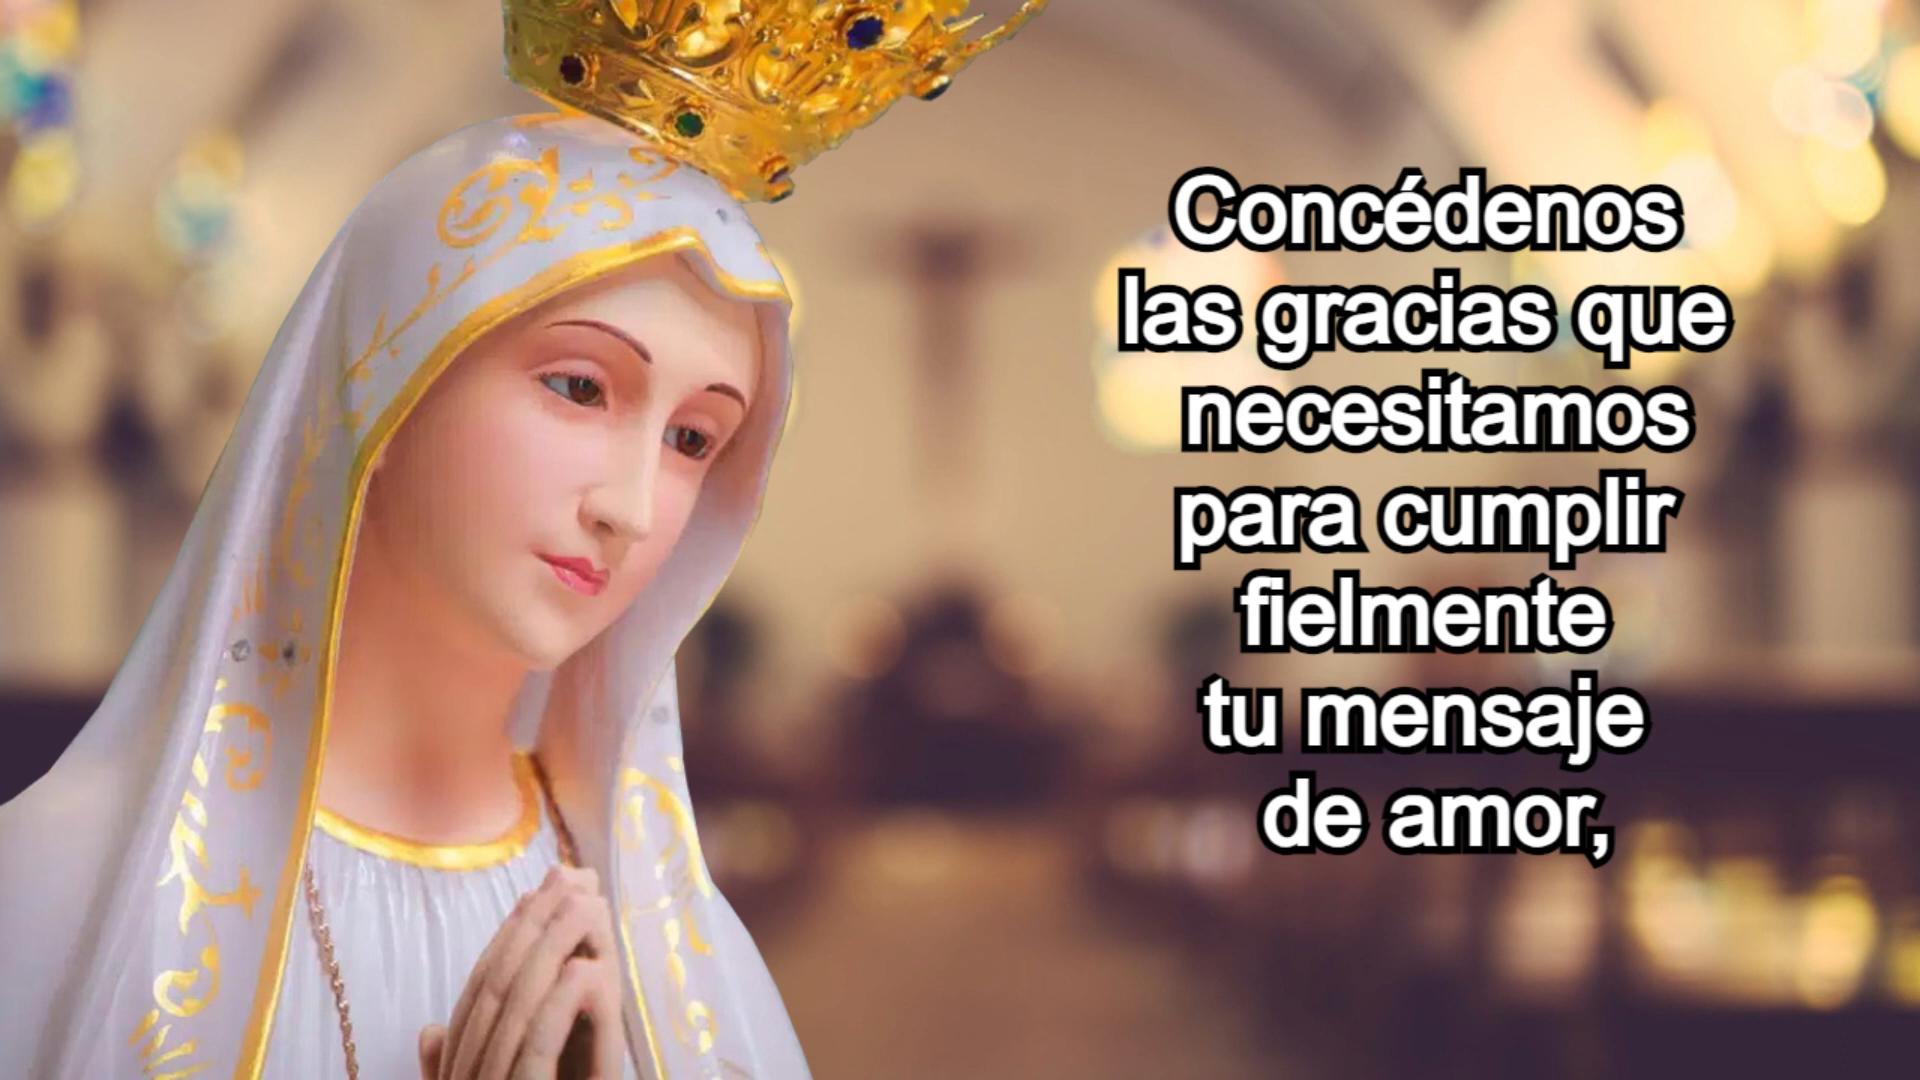 Concédenos
las gracias que
necesitamos
para cumplir
fielmente
tu mensaje
de amor,